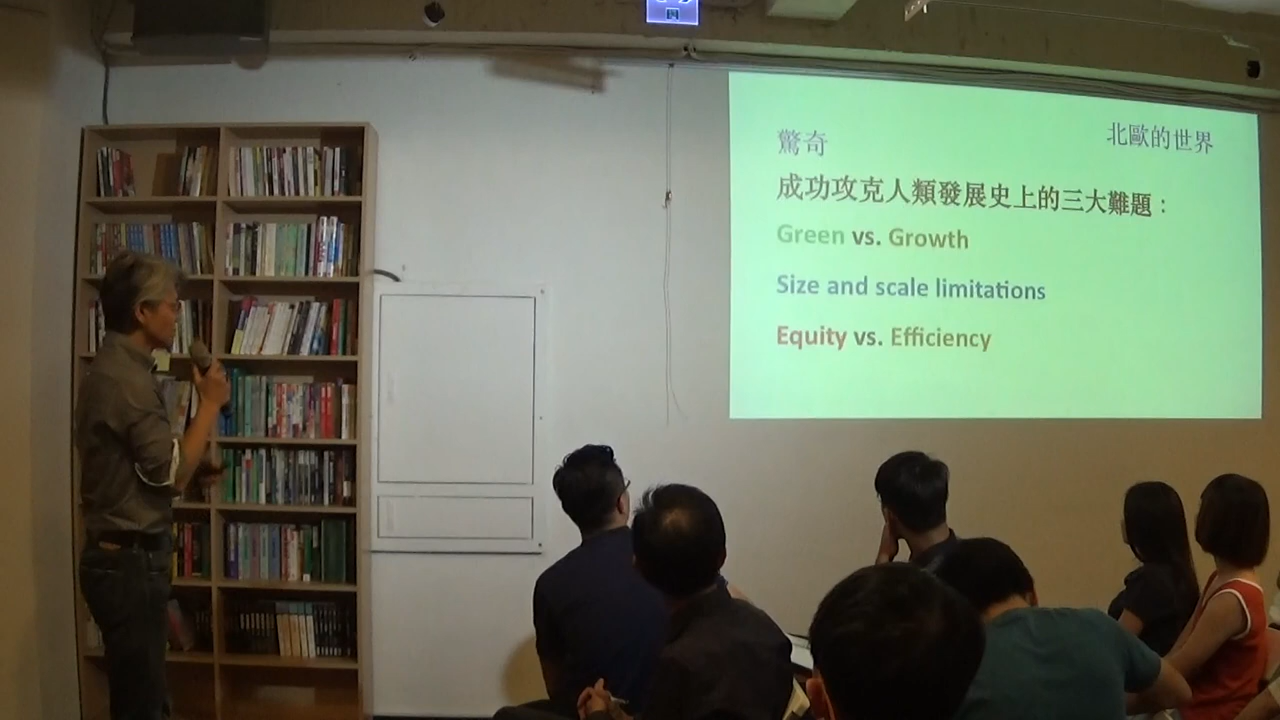 驚奇
北歐的世界
成功攻克人類發展史上的三大難題：
Green vs. Growth
Size and scale limitations
Equity vs. Efficiency